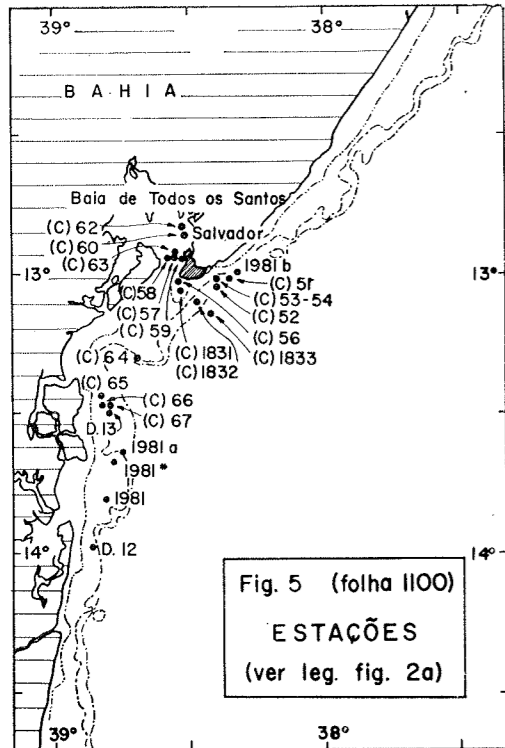 39° 38°
BAHIA
Baia de Todos os Santos
(C) 62
Salvador
(C) 60
(C) 63
1981 b
13° 13°
(C) 51
(C) 58
(C) 53-54
(C) 57
(C) 52
(C) 59
(C) 56
(C) 1831
(C) 1833
(C) 1832
(C) 64
(C) 65
(C) 66
(C) 67
D. 13
1981 a
1981 *
1981
14° 14°
D. 12
Fig. 5 (folha 1100)
ESTAÇÕES
(ver leg. fig. 2a)
39° 38°